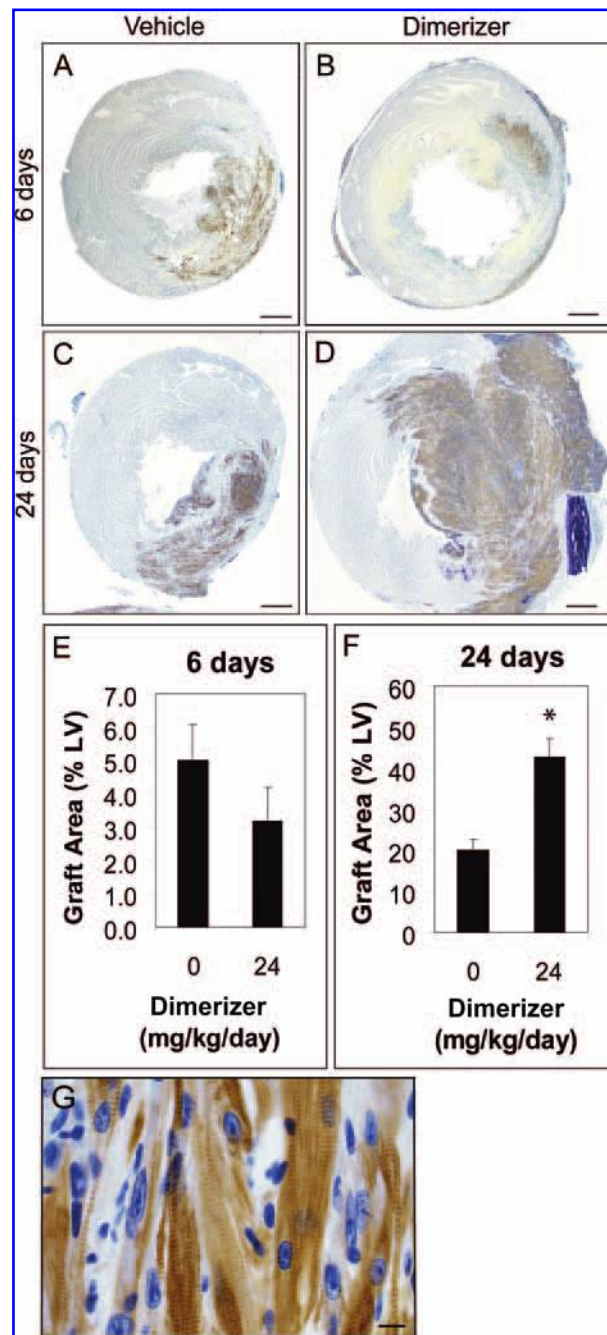 Vehicle
Dimerizer
6 days
A
B
24 days
C
D
E
6 days
Graft Area (% LV)
7.0
6.0
5.0
4.0
3.0
2.0
1.0
0.0
0
24
Dimerizer
(mg/kg/day)
F
24 days
Graft Area (% LV)
60
50
40
30
20
10
0
*
0
24
Dimerizer
(mg/kg/day)
G